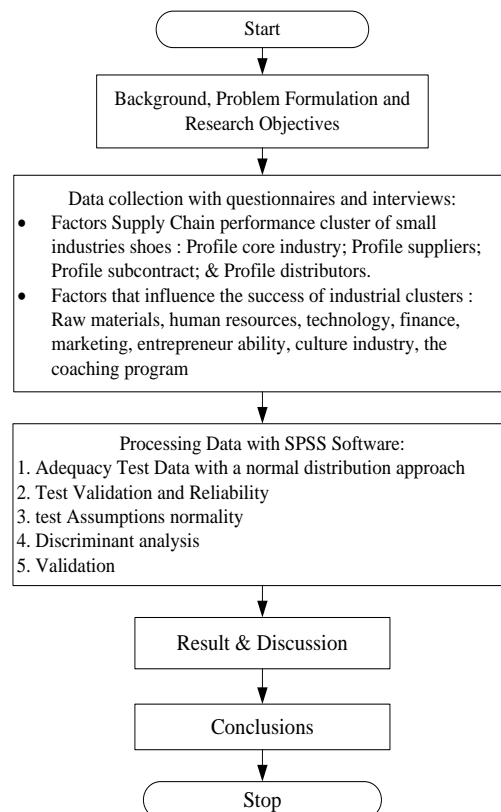 Start
Background, Problem Formulation and
Research Objectives
Data collection with questionnaires and interviews:
• Factors Supply Chain performance cluster of small
industries shoes : Profile core industry; Profile suppliers;
Profile subcontract; & Profile distributors.
• Factors that influence the success of industrial clusters :
Raw materials, human resources, technology, finance,
marketing, entrepreneur ability, culture industry, the
coaching program
Processing Data with SPSS Software:
1. Adequacy Test Data with a normal distribution approach
2. Test Validation and Reliability
3. test Assumptions normality
4. Discriminant analysis
5. Validation
Result & Discussion
Conclusions
Stop